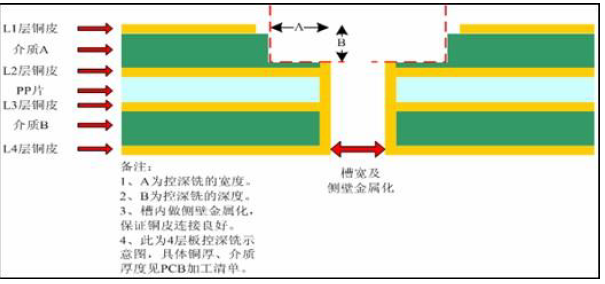 L1层铜皮
A
B
介质A
L2层铜皮
PP片
L3层铜皮
介质B
L4层铜皮
槽宽及
侧壁金属化
备注:
1、A为控深铣的宽度。
2、B为控深铣的深度。
3、槽内做侧壁金属化，
保证铜皮连接良好。
4、此为4层板控深铣示
意图，具体铜厚、介质
厚度见PCB加工清单。